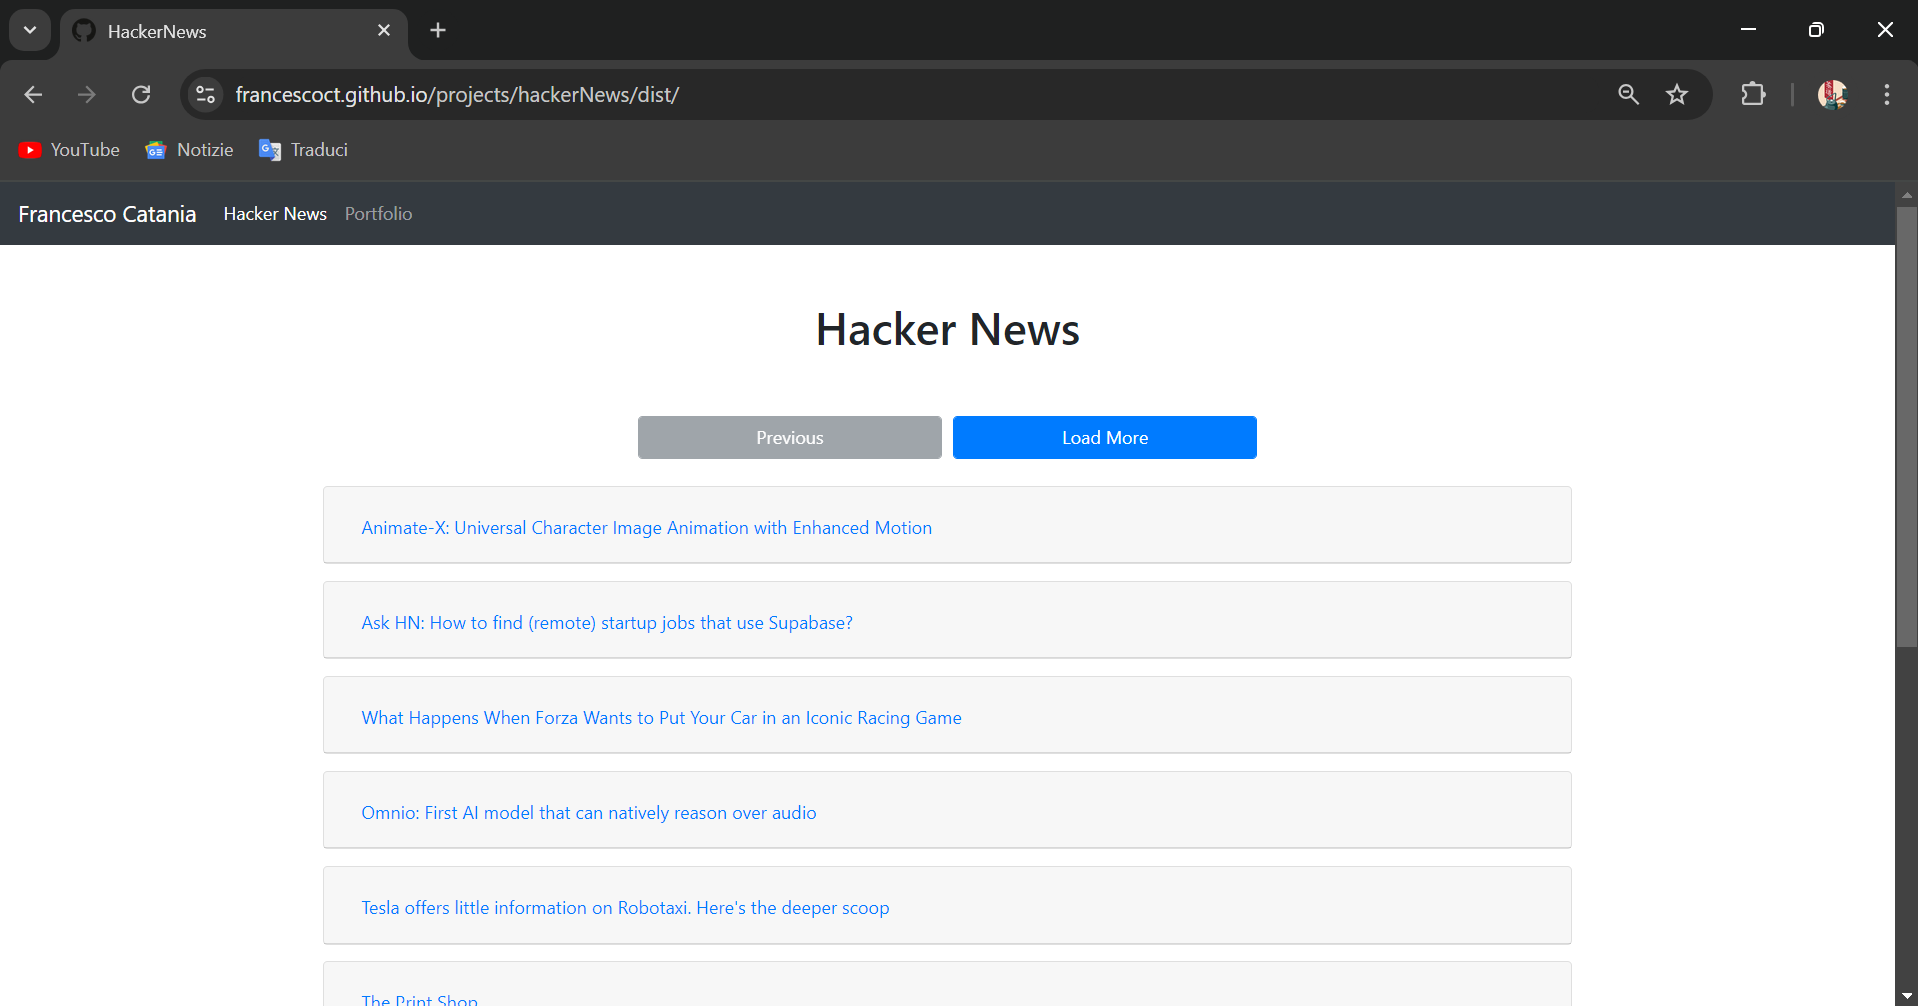 HackerNews
francescoct.github.io/projects/hackerNews/dist/
YouTube Notizie Traduci
Francesco Catania Hacker News Portfolio
Hacker News
Previous Load More
Animate-X: Universal Character Image Animation with Enhanced Motion
Ask HN: How to find (remote) startup jobs that use Supabase?
What Happens When Forza Wants to Put Your Car in an Iconic Racing Game
Omnio: First AI model that can natively reason over audio
Tesla offers little information on Robotaxi. Here's the deeper scoop
The Print Shop